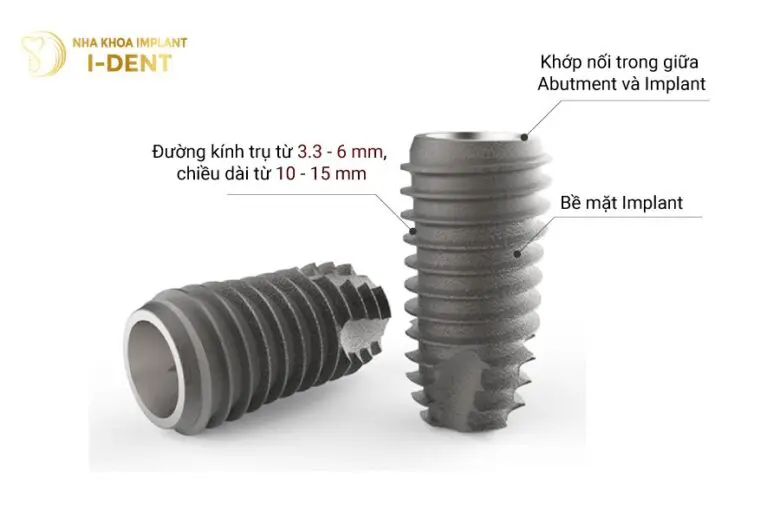 NHA KHOA IMPLANT
I-DENT
Khớp nối trong giữa
Abutment và Implant
Đường kính trụ từ 3.3 - 6 mm,
chiều dài từ 10 - 15 mm
Bề mặt Implant